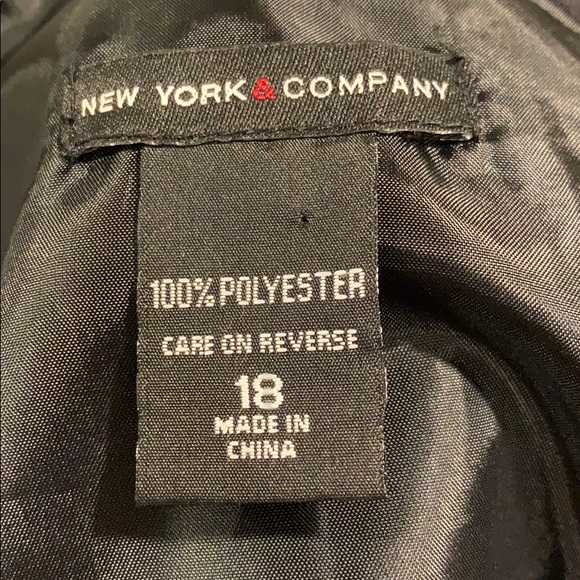 NEW YORK & COMPANY
100% POLYESTER
CARE ON REVERSE
18
MADE IN
CHINA